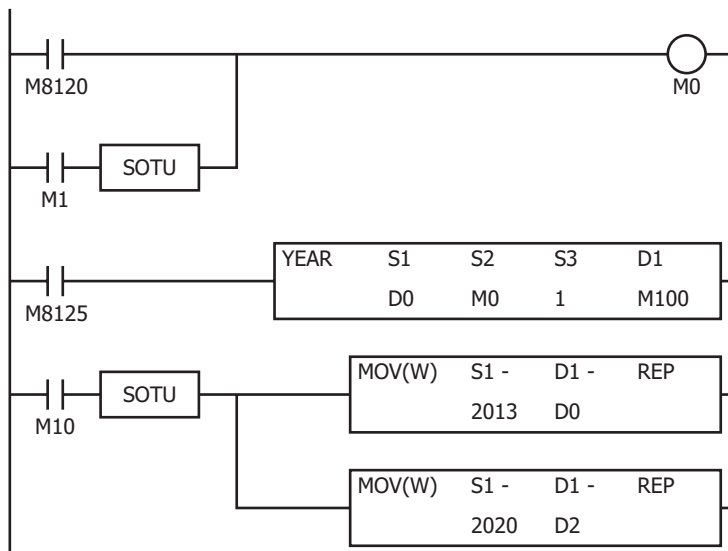 M8120
M0
SOTU
M1
YEAR S1 S2 S3 D1
D0 M0 1 M100
M8125
MOV(W) S1 - D1 - REP
2013 D0
SOTU
M10
MOV(W) S1 - D1 - REP
2020 D2